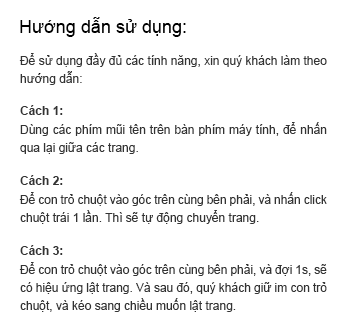 Hướng dẫn sử dụng:
Để sử dụng đầy đủ các tính năng, xin quý khách làm theo
hướng dẫn:
Cách 1:
Dùng các phím mũi tên trên bàn phím máy tính, để nhấn
qua lại giữa các trang.
Cách 2:
Để con trỏ chuột vào góc trên cùng bên phải, và nhấn click
chuột trái 1 lần. Thì sẽ tự động chuyển trang.
Cách 3:
Để con trỏ chuột vào góc trên cùng bên phải, và đợi 1s, sẽ
có hiệu ứng lật trang. Và sau đó, quý khách giữ im con trỏ
chuột, và kéo sang chiều muốn lật trang.